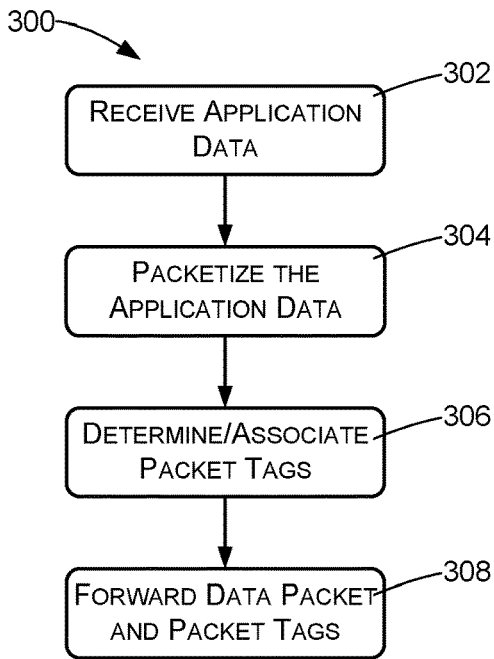 300
302
RECEIVE APPLICATION
DATA
304
PACKETIZE THE
APPLICATION DATA
306
DETERMINE/ASSOCIATE
PACKET TAGS
308
FORWARD DATA PACKET
AND PACKET TAGS